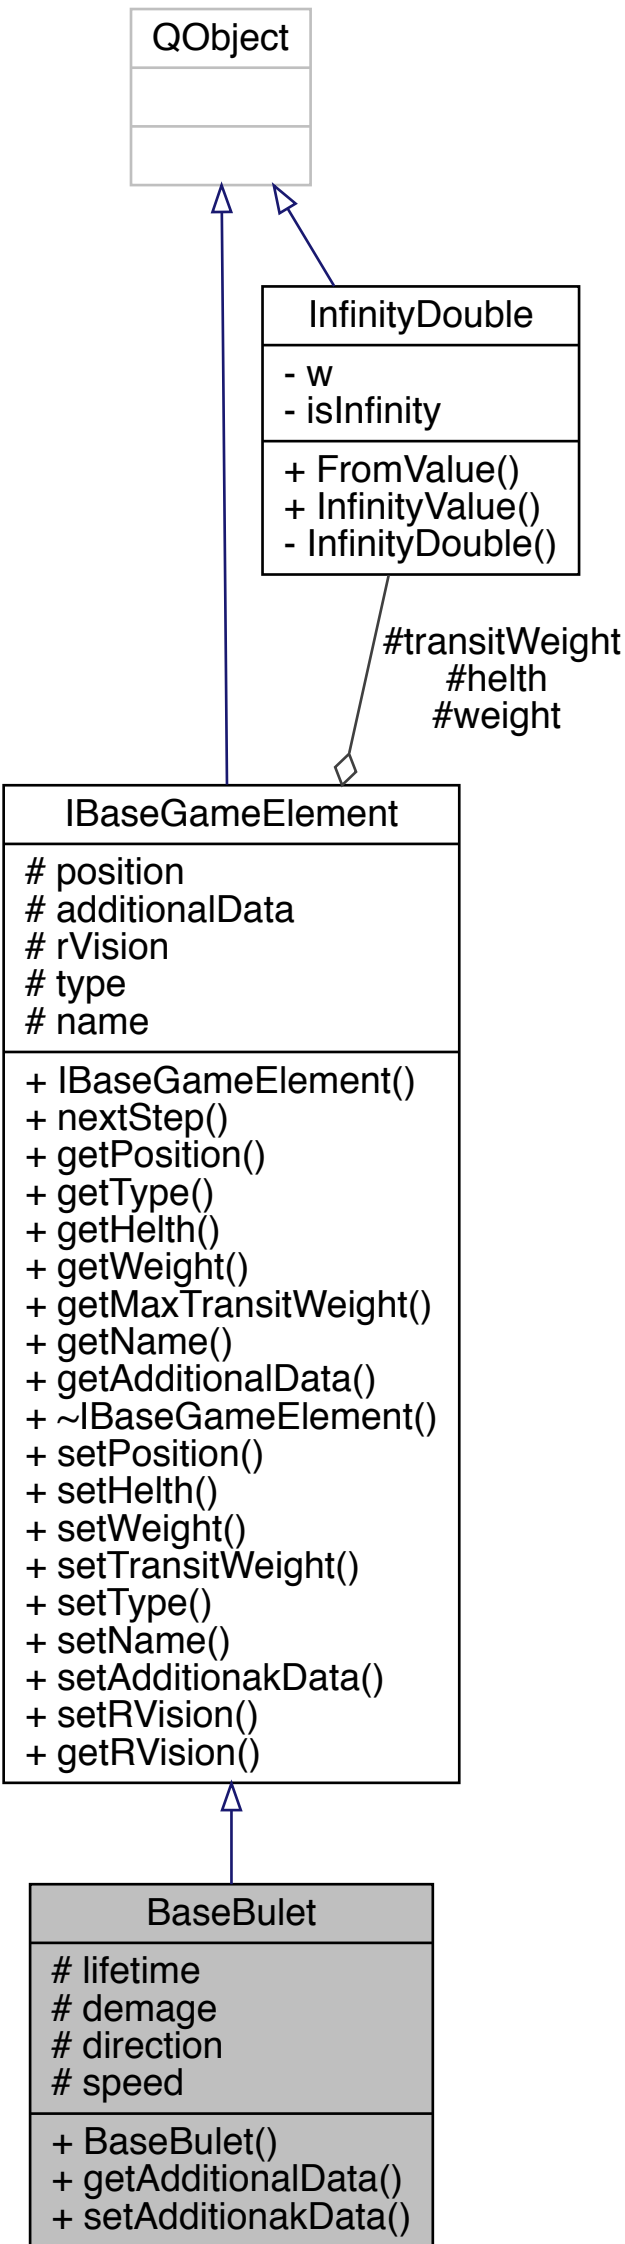 QObject
InfinityDouble
- w
- isInfinity
+ FromValue()
+ InfinityValue()
- InfinityDouble()
#transitWeight
#helth
#weight
IBaseGameElement
# position
# additionalData
# rVision
# type
# name
+ IBaseGameElement()
+ nextStep()
+ getPosition()
+ getType()
+ getHelth()
+ getWeight()
+ getMaxTransitWeight()
+ getName()
+ getAdditionalData()
+ ~IBaseGameElement()
+ setPosition()
+ setHelth()
+ setWeight()
+ setTransitWeight()
+ setType()
+ setName()
+ setAdditionakData()
+ setRVision()
+ getRVision()
BaseBulet
# lifetime
# demage
# direction
# speed
+ BaseBulet()
+ getAdditionalData()
+ setAdditionakData()